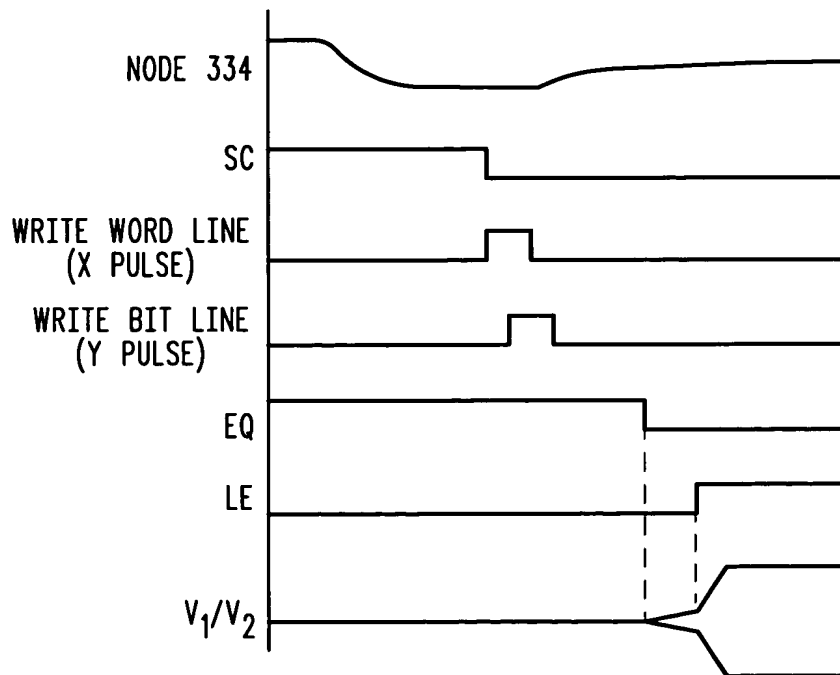 NODE 334
SC
WRITE WORD LINE
(X PULSE)
WRITE BIT LINE
(Y PULSE)
EQ
LE
V1/V2